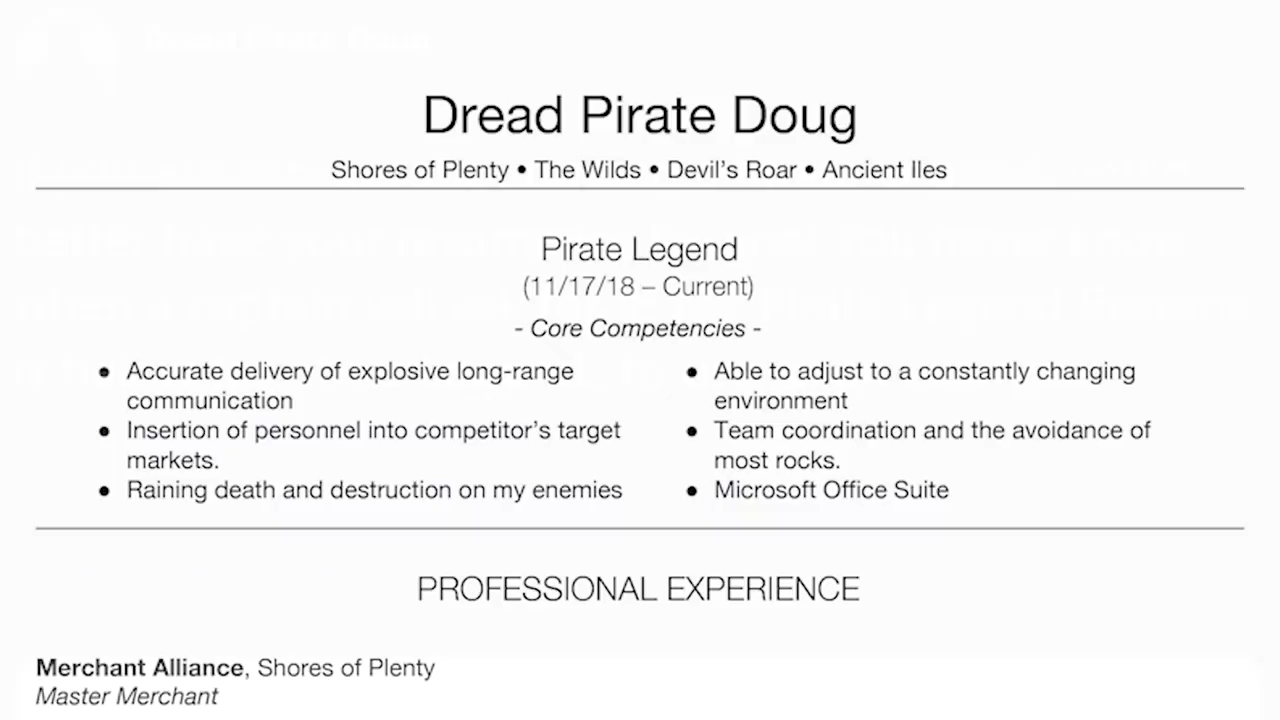 Dread Pirate Doug
Shores of Plenty • The Wilds • Devil's Roar • Ancient Iles
Pirate Legend
(11/17/18 – Current)
- Core Competencies -
● Accurate delivery of explosive long-range
communication
● Insertion of personnel into competitor's target
markets.
● Raining death and destruction on my enemies
● Able to adjust to a constantly changing
environment
● Team coordination and the avoidance of
most rocks.
● Microsoft Office Suite
PROFESSIONAL EXPERIENCE
Merchant Alliance, Shores of Plenty
Master Merchant